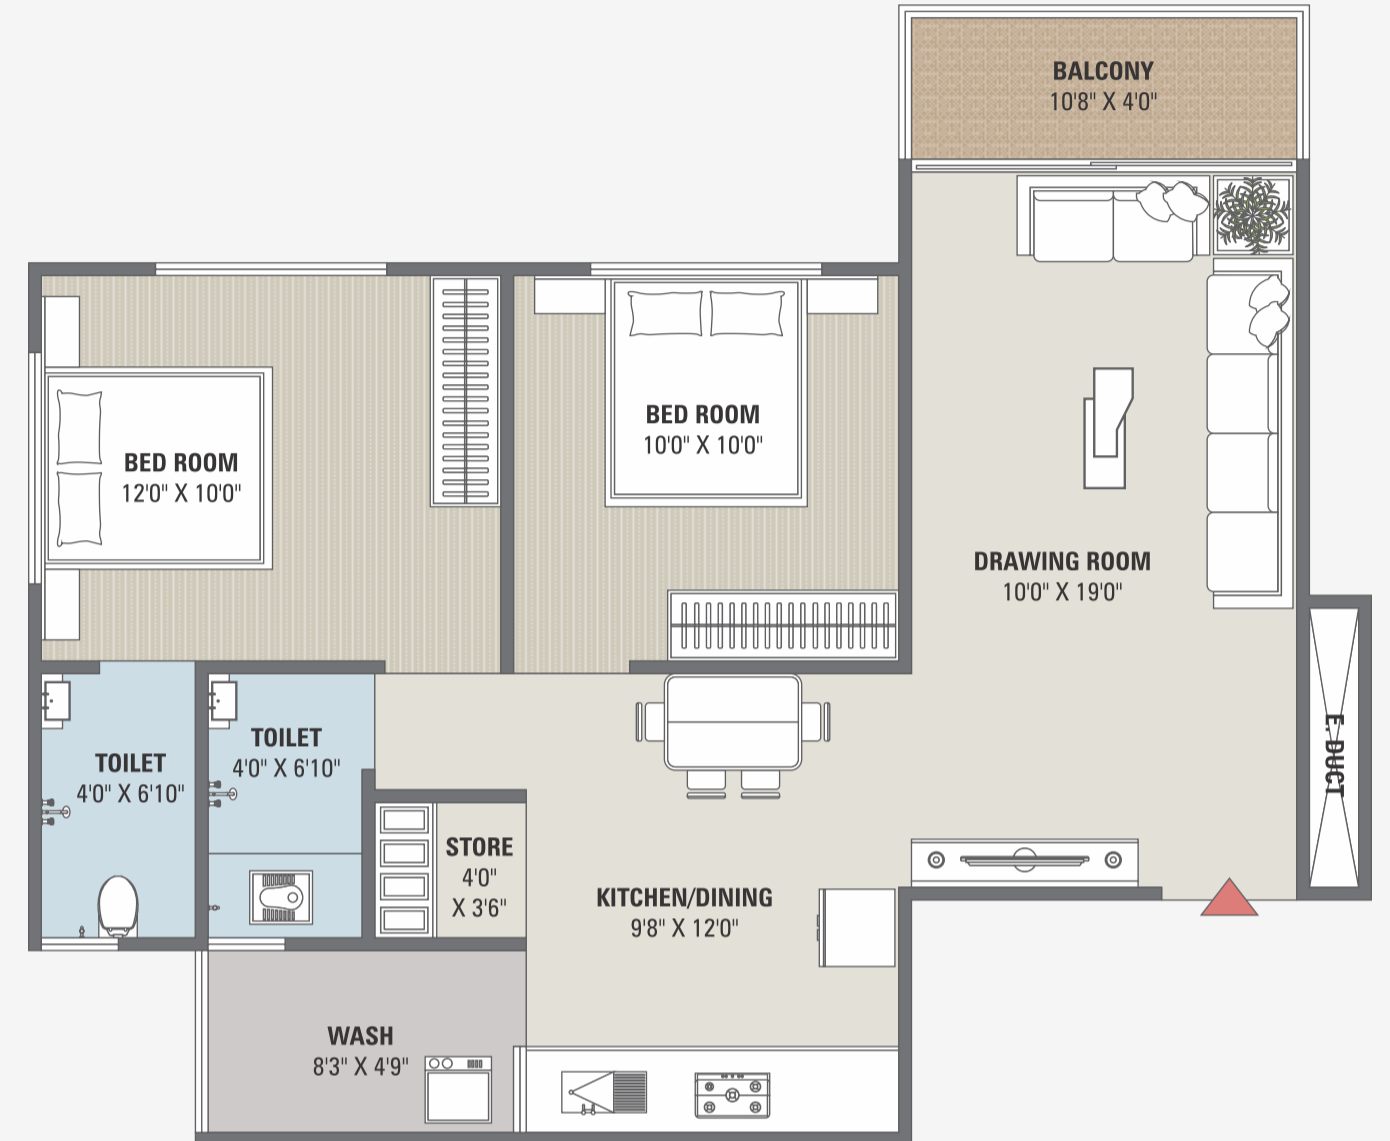 BALCONY
10'8" X 4'0"
BED ROOM
12'0" X 10'0"
BED ROOM
10'0" X 10'0"
DRAWING ROOM
10'0" X 19'0"
TOILET
4'0" X 6'10"
TOILET
4'0" X 6'10"
STORE
4'0"
X 3'6"
KITCHEN/DINING
9'8" X 12'0"
E. DUCT
WASH
8'3" X 4'9"